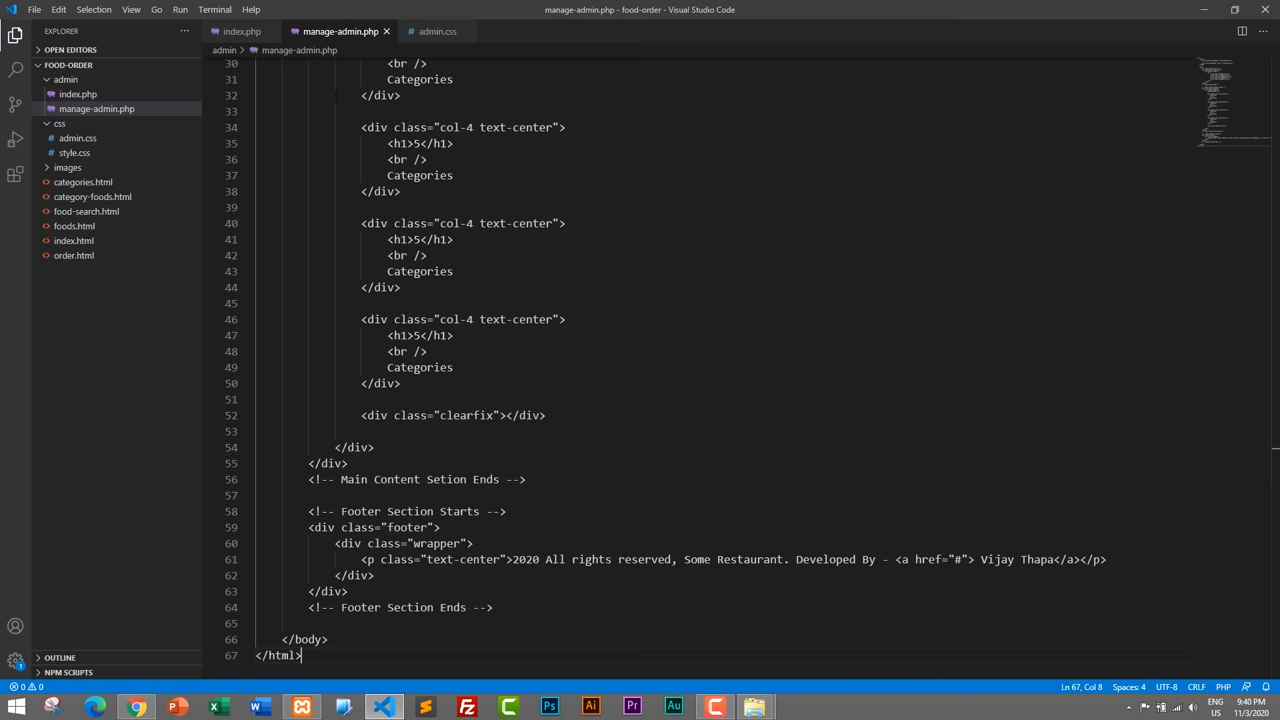 File Edit Selection View Go Run Terminal Help
manage-admin.php - food-order - Visual Studio Code
EXPLORER
index.php
manage-admin.php
admin.css
OPEN EDITORS
admin > manage-admin.php
FOOD-ORDER
admin
index.php
manage-admin.php
css
admin.css
style.css
images
categories.html
category-foods.html
food-search.html
foods.html
index.html
order.html
30 <br />
31 Categories
32 </div>
33
34 <div class="col-4 text-center">
35 <h1>5</h1>
36 <br />
37 Categories
38 </div>
39
40 <div class="col-4 text-center">
41 <h1>5</h1>
42 <br />
43 Categories
44 </div>
45
46 <div class="col-4 text-center">
47 <h1>5</h1>
48 <br />
49 Categories
50 </div>
51
52 <div class="clearfix"></div>
53
54 </div>
55 </div>
56 <!-- Main Content Setion Ends -->
57
58 <!-- Footer Section Starts -->
59 <div class="footer">
60 <div class="wrapper">
61 <p class="text-center">2020 All rights reserved, Some Restaurant. Developed By - <a href="#"> Vijay Thapa</a></p>
62 </div>
63 </div>
64 <!-- Footer Section Ends -->
65
66 </body>
67 </html>
OUTLINE
NPM SCRIPTS
1
0 0
Ln 67, Col 8 Spaces: 4 UTF-8 CRLF PHP
Ps Ai Pr Au
ENG
US
9:40 PM
11/3/2020